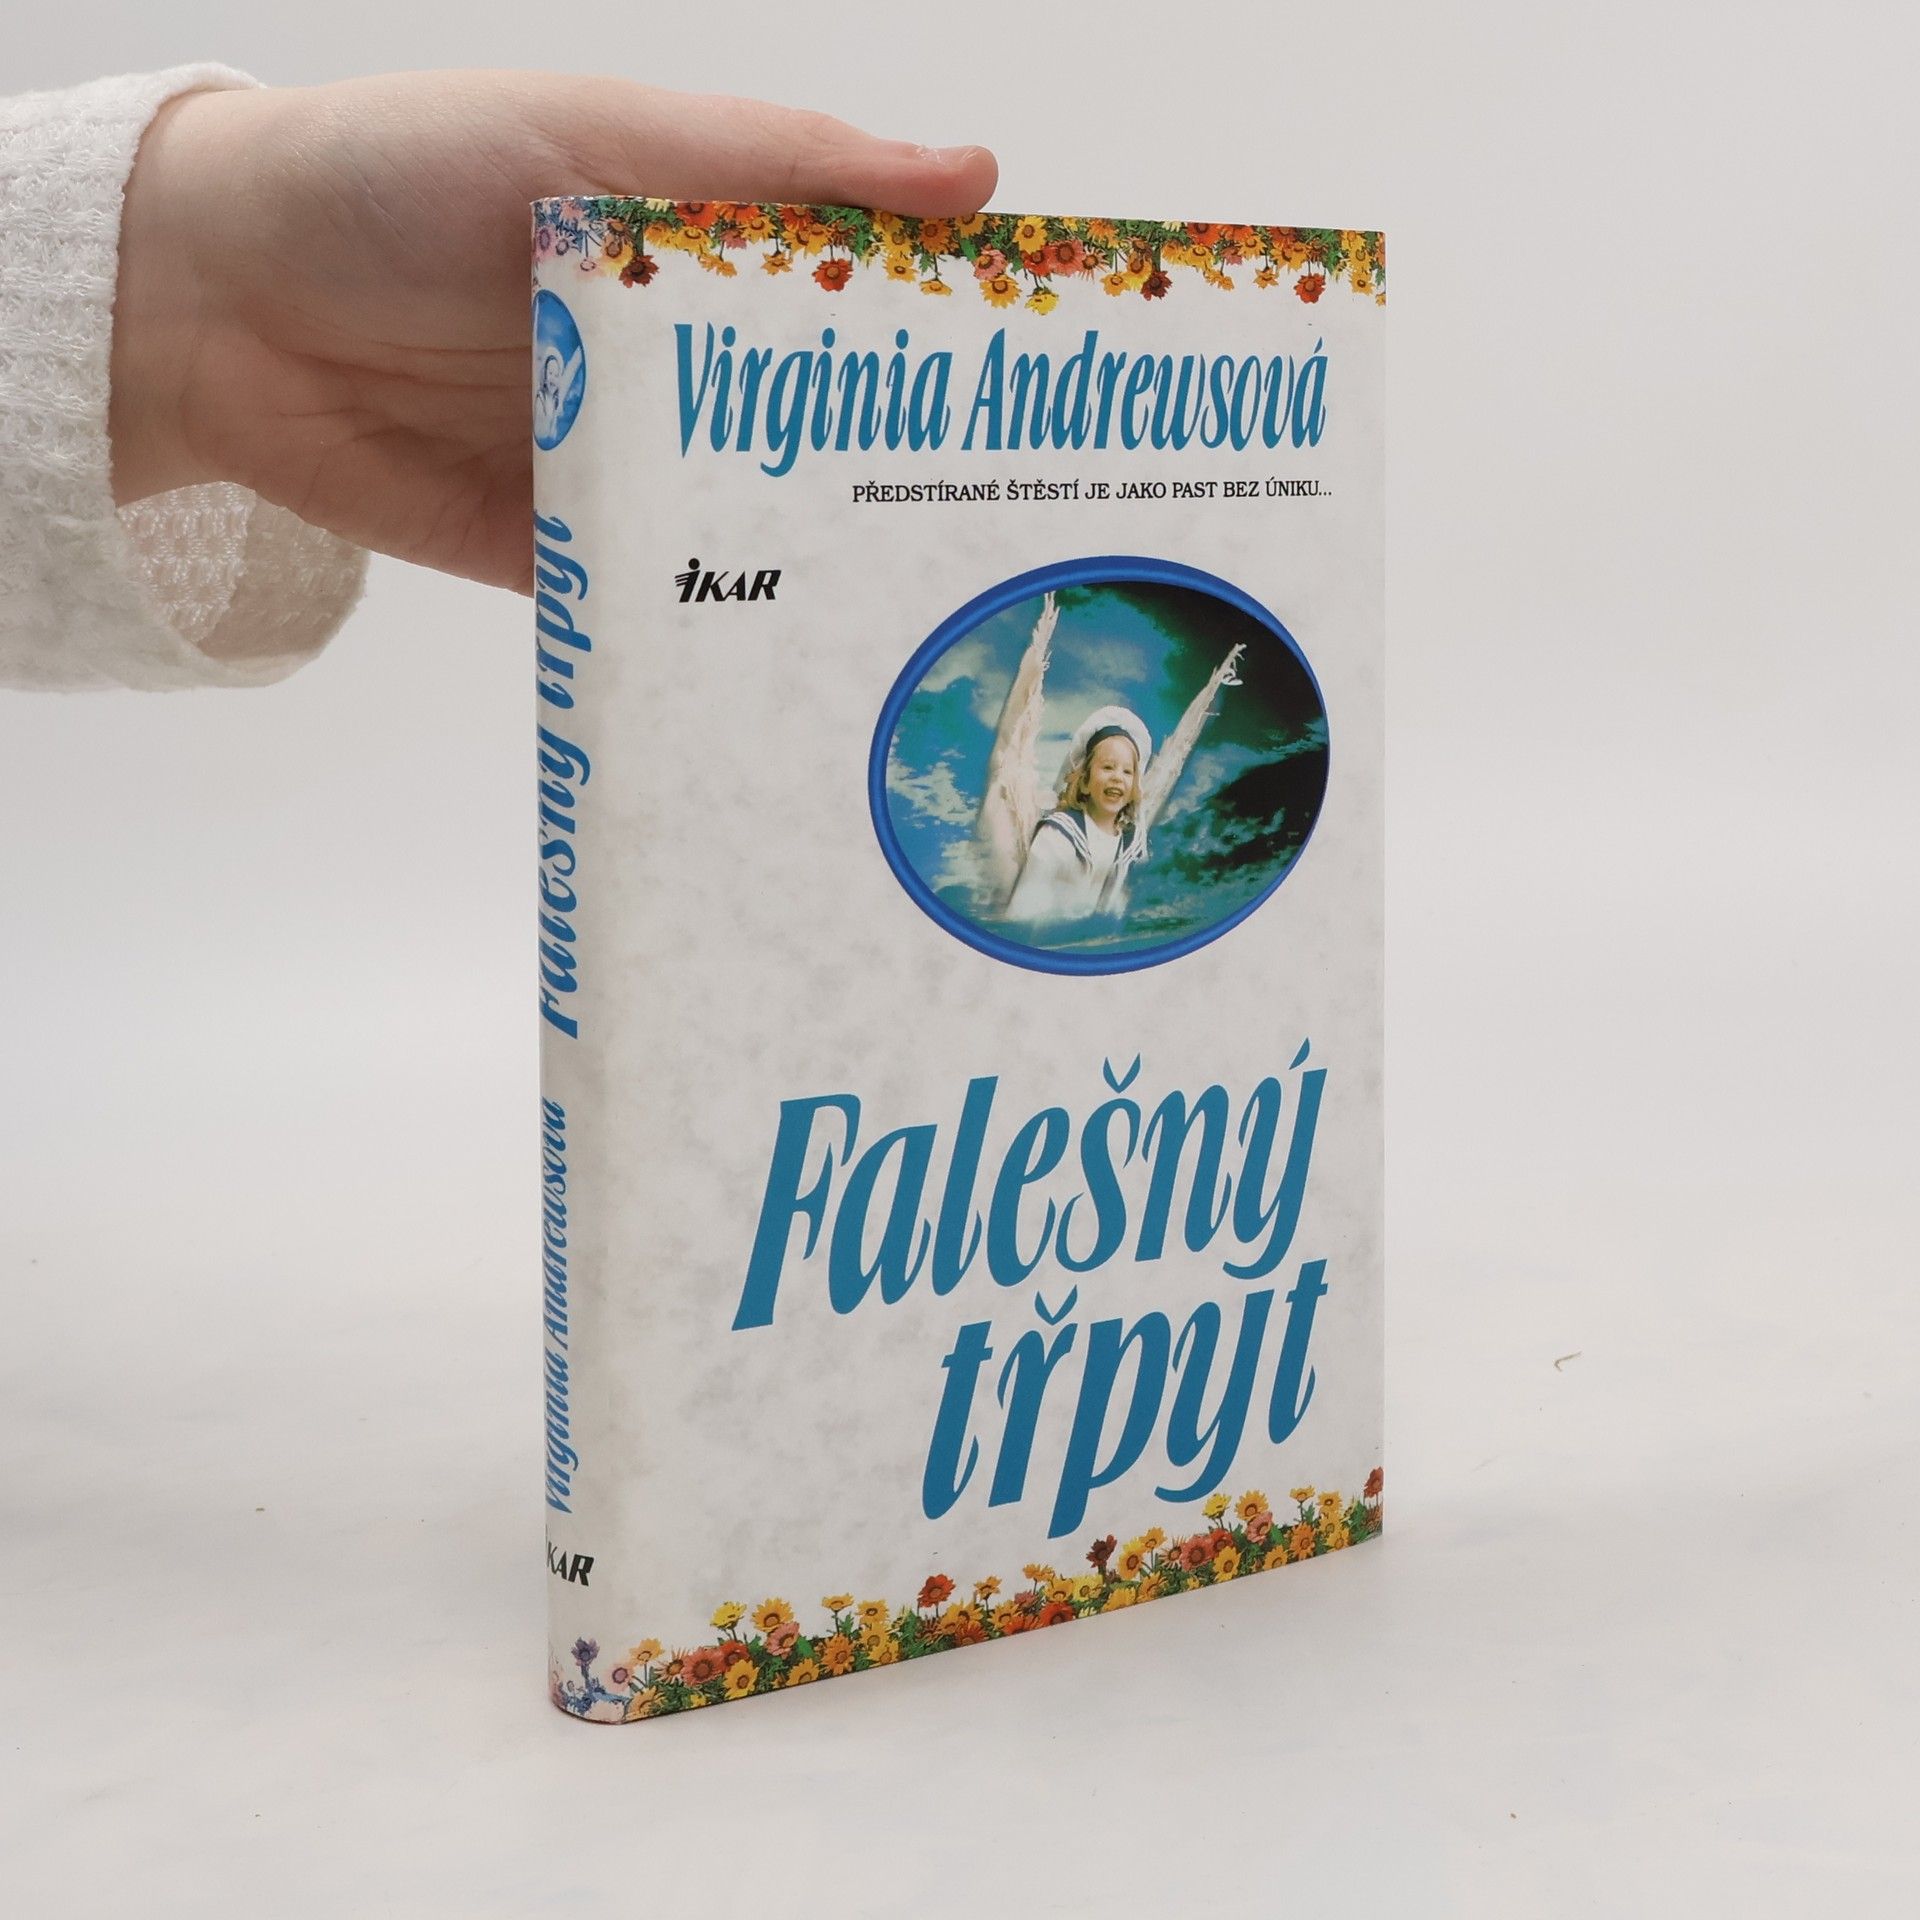 Virginia Andrewsová
PŘEDSTÍRANÉ ŠTĚSTÍ JE JAKO PAST BEZ ÚNIKU...
IKAR
Falešný
třpyt
Virginia Andrewsová Falešný třpyt
IKAR